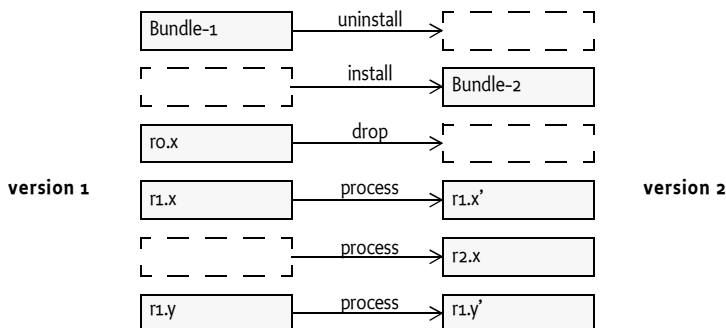 Bundle-1 uninstall
install Bundle-2
r0.x drop
version 1 r1.x process r1.x’ version 2
process r2.x
r1.y process r1.y’